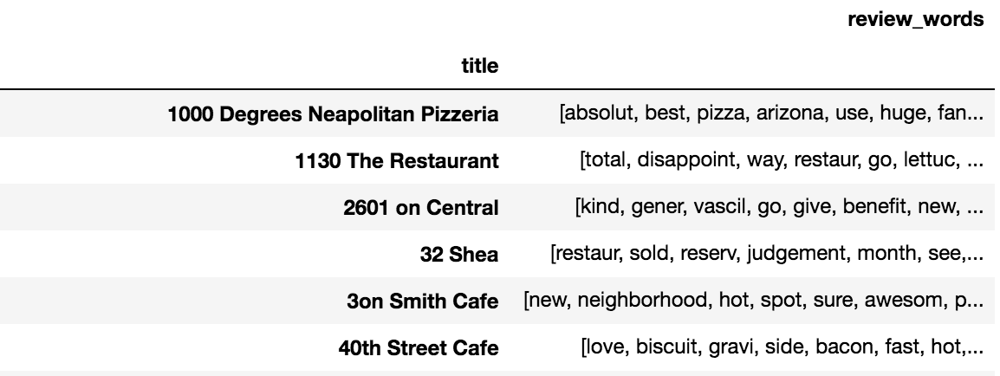 review_words
title
1000 Degrees Neapolitan Pizzeria [absolut, best, pizza, arizona, use, huge, fan...
1130 The Restaurant [total, disappoint, way, restaur, go, lettuc, ...
2601 on Central [kind, gener, vascil, go, give, benefit, new, ...
32 Shea [restaur, sold, reserv, judgement, month, see,...
3on Smith Cafe [new, neighborhood, hot, spot, sure, awesom, p...
40th Street Cafe [love, biscuit, gravi, side, bacon, fast, hot,...